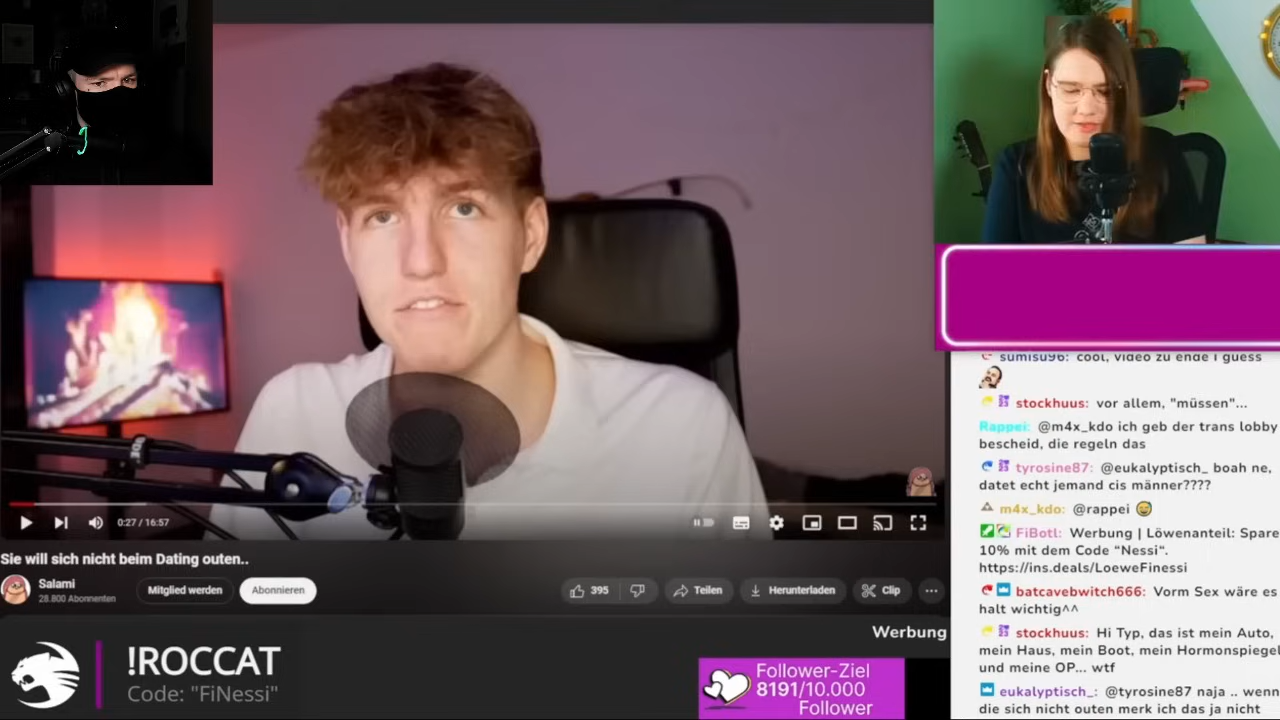 0:27 / 16:57
Sie will sich nicht beim Dating outen..
Salami
28.800 Abonnenten
Mitglied werden
Abonnieren
395
Teilen
Herunterladen
Clip
Werbung
!ROCCAT
Code: "FiNessi"
Follower-Ziel
8191/10.000
Follower
sumisu96: cool, video zu ende i guess
stockhuus: vor allem, "müssen"...
Rappei: @m4x_kdo ich geb der trans lobby
bescheid, die regeln das
tyrosine87: @eukalyptisch_ boah ne,
datet echt jemand cis männer????
m4x_kdo: @rappei
FiBotl: Werbung | Löwenanteil: Spare
10% mit dem Code "Nessi".
https://ins.deals/LoeweFinessi
batcavebwitch666: Vorm Sex wäre es
halt wichtig^^
stockhuus: Hi Typ, das ist mein Auto,
mein Haus, mein Boot, mein Hormonspiegel
und meine OP... wtf
eukalyptisch_: @tyrosine87 naja .. wenn
die sich nicht outen merk ich das ja nicht